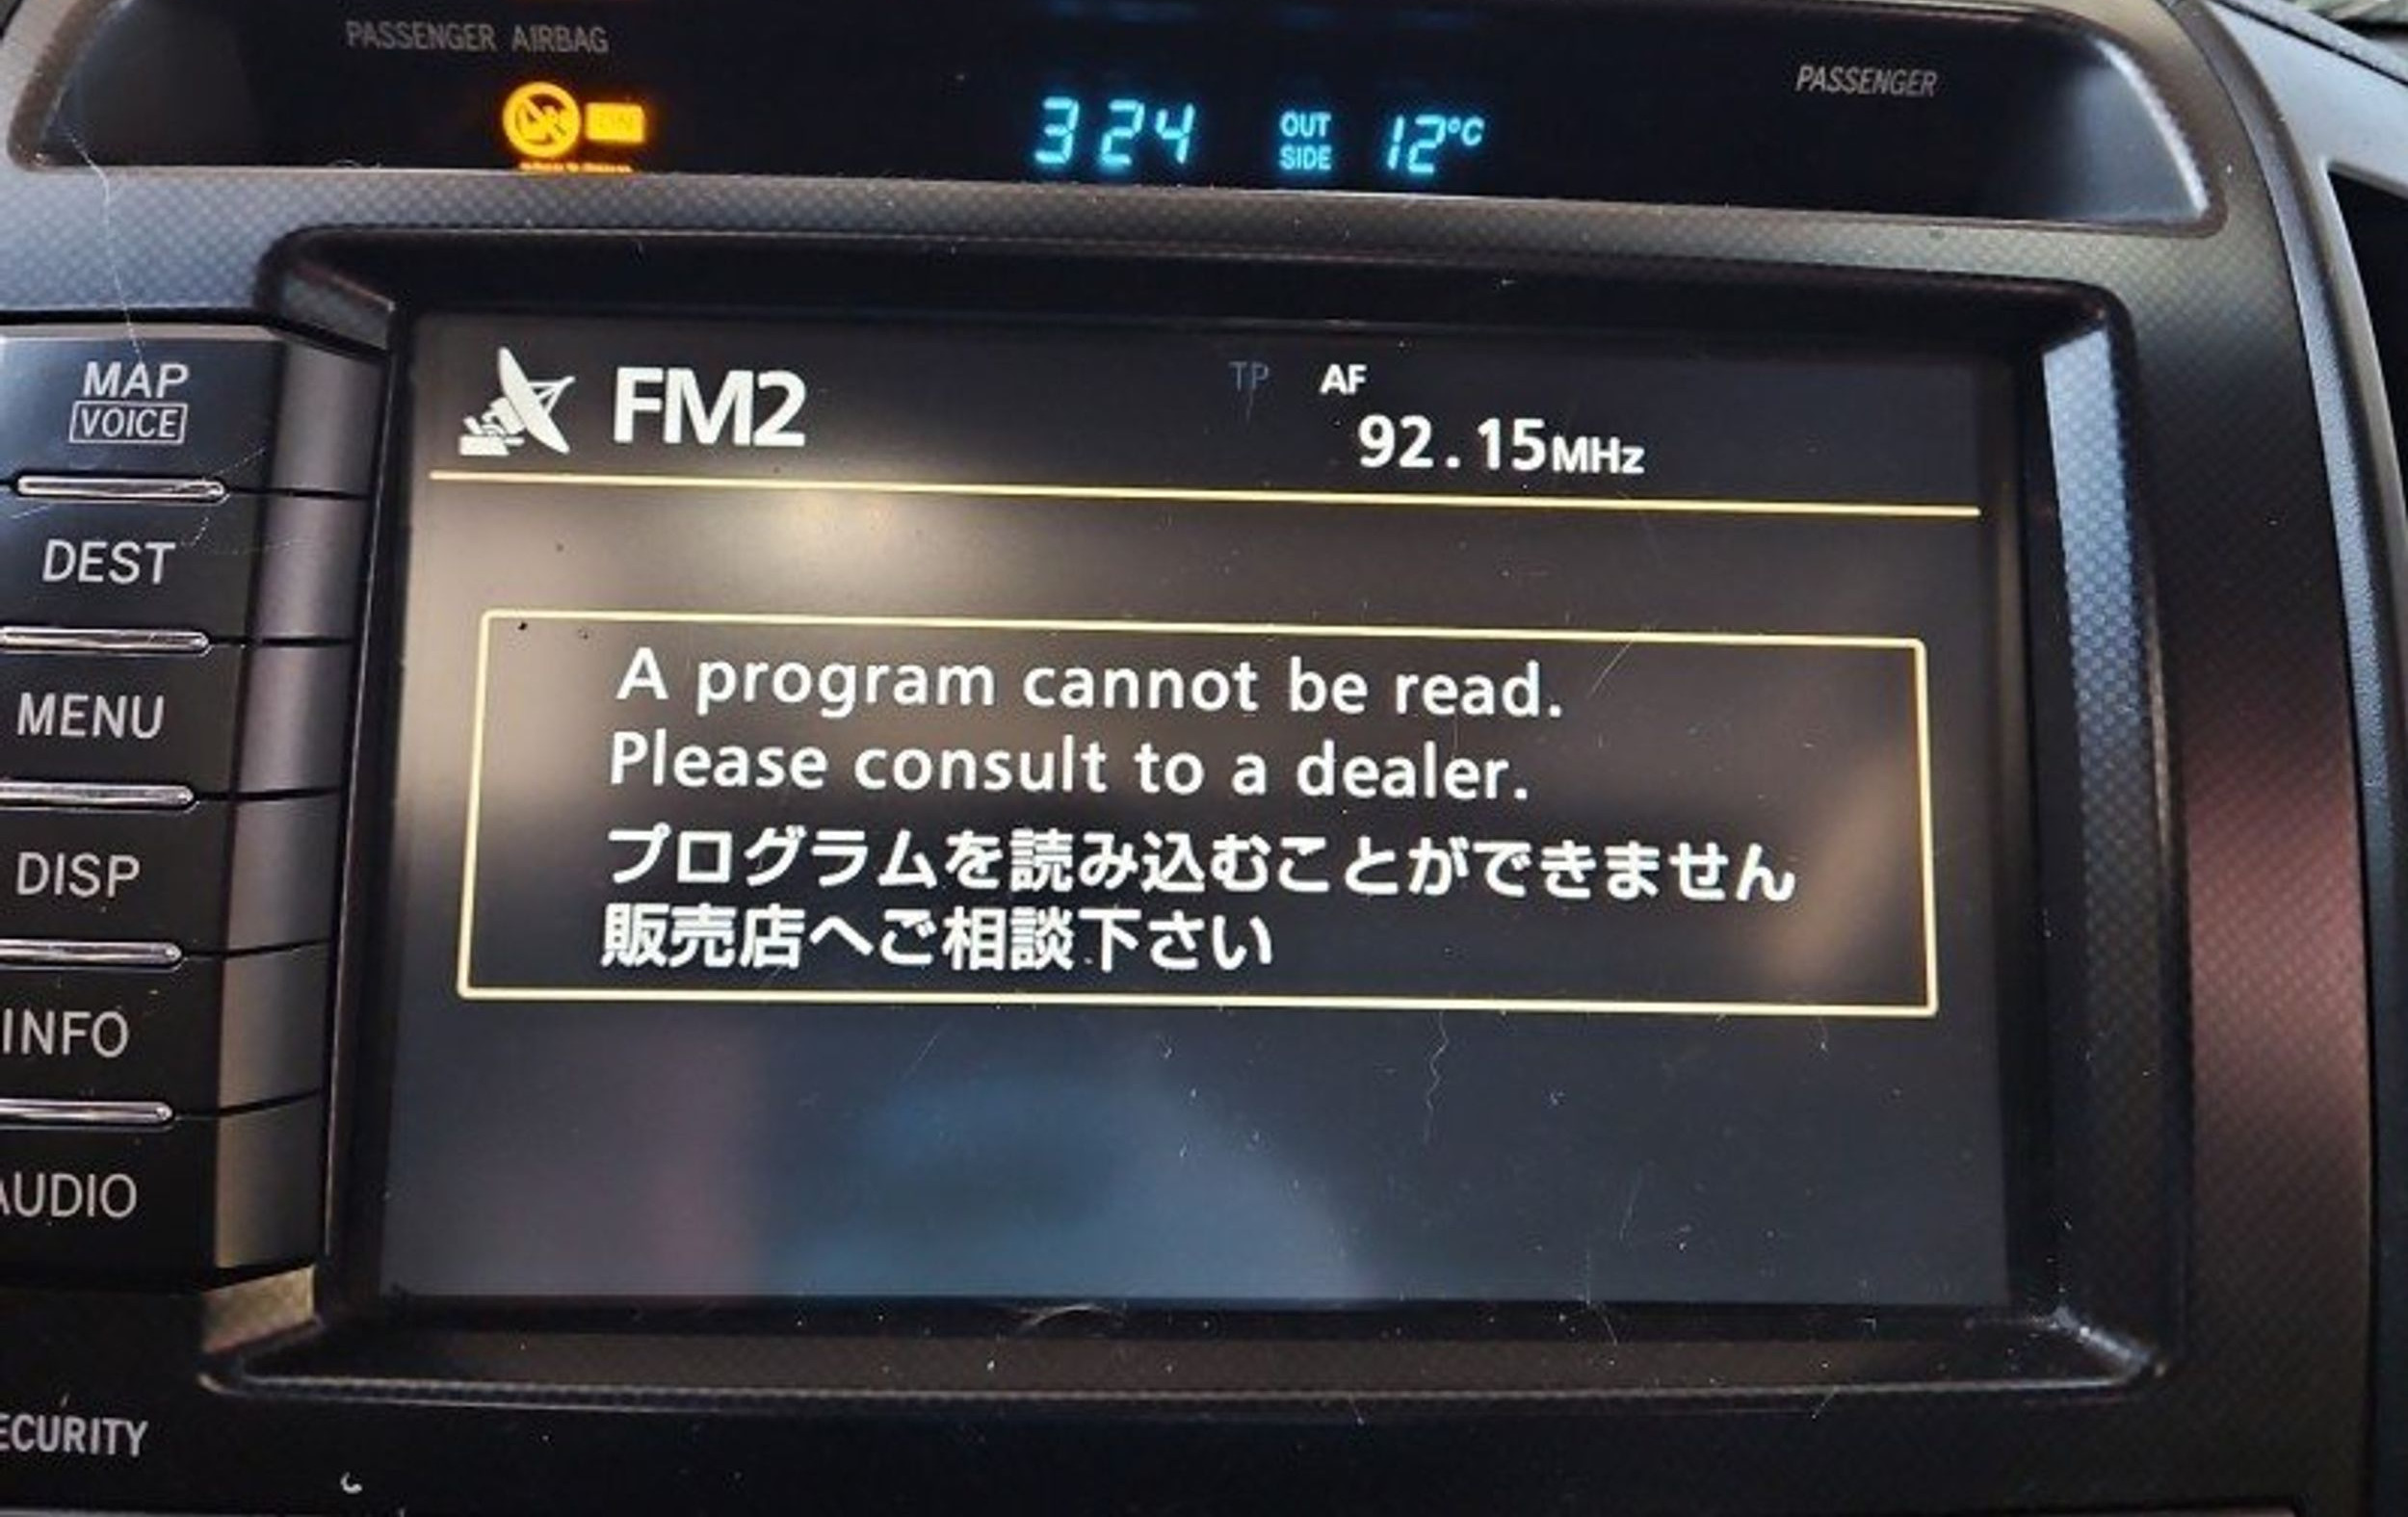 PASSENGER AIRBAG
PASSENGER
324 OUT SIDE 12°C
MAP
VOICE
DEST
MENU
DISP
INFO
AUDIO
FM2
TP AF
92.15MHz
A program cannot be read.
Please consult to a dealer.
プログラムを読み込むことができません
販売店へご相談下さい
ECURITY